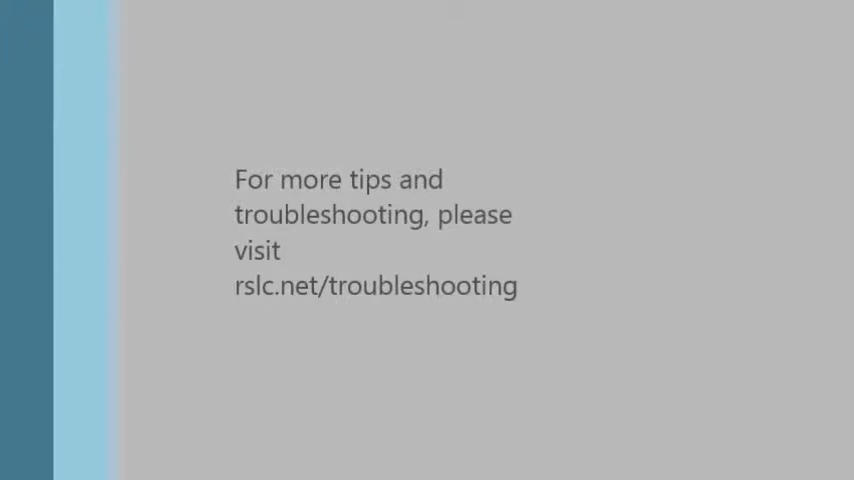 For more tips and
troubleshooting, please
visit
rslc.net/troubleshooting